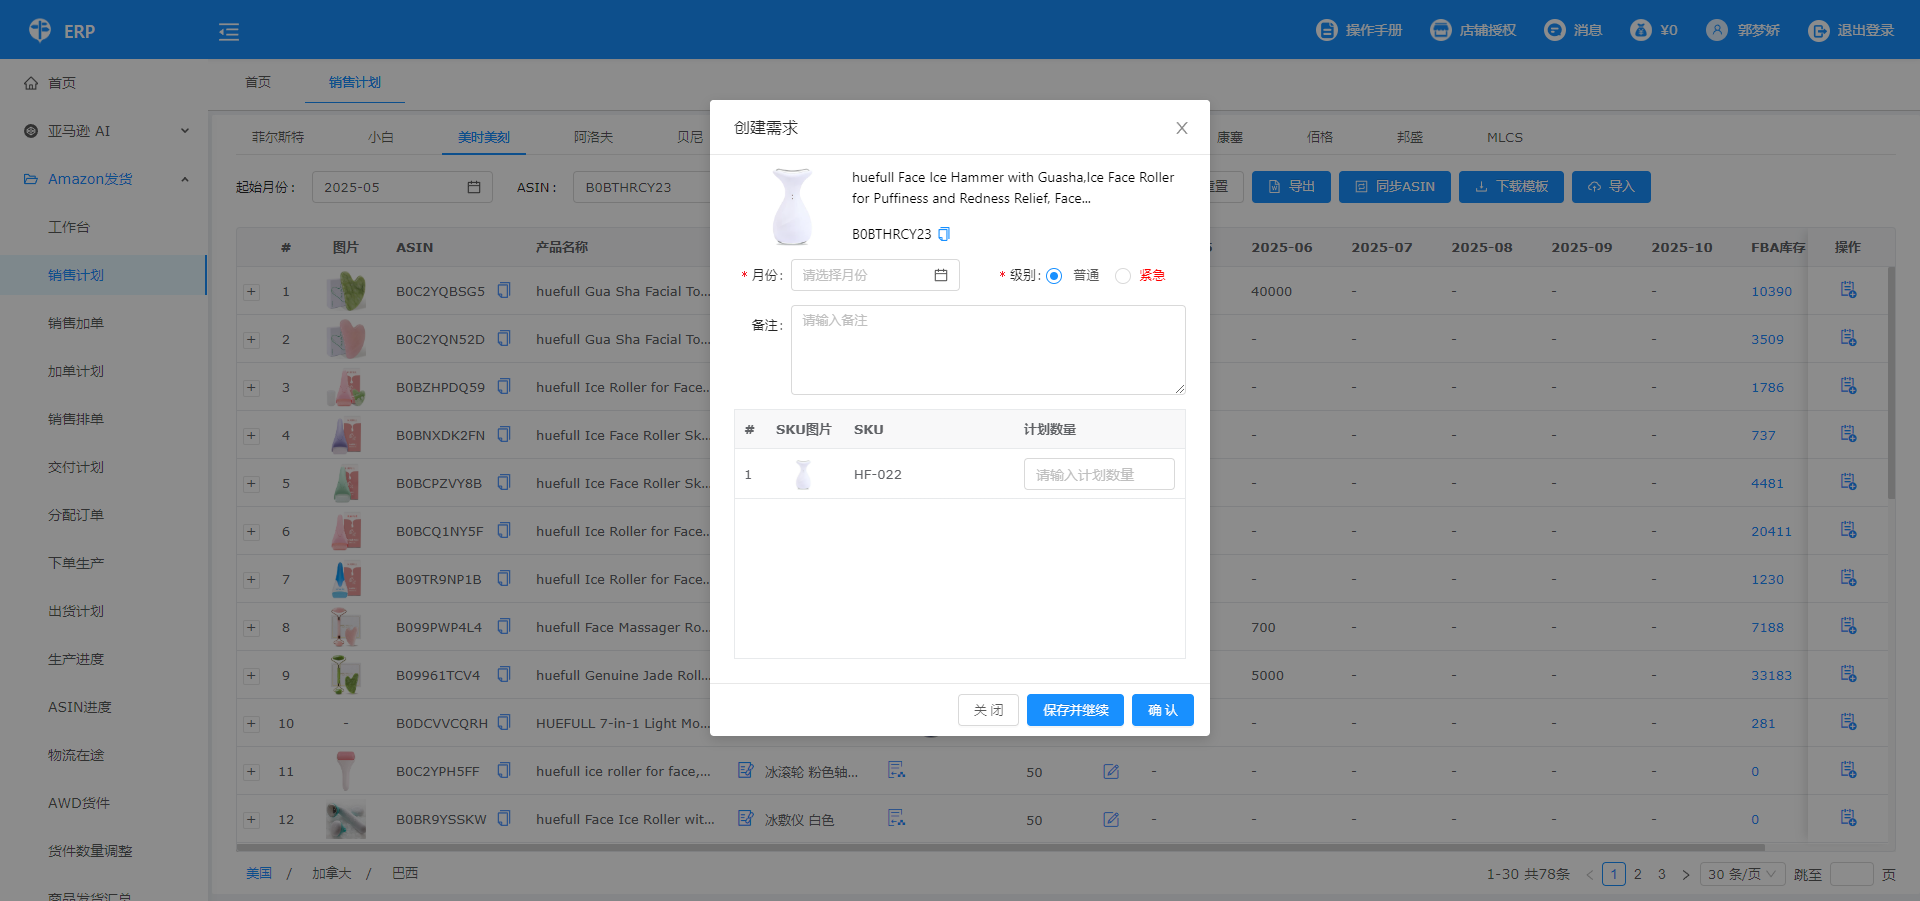 ERP
操作手册
店铺授权
消息
¥0
郭梦娇
退出登录
首页
亚马逊 AI
Amazon发货
工作台
销售计划
销售加单
加单计划
销售排单
交付计划
分配订单
下单生产
出货计划
生产进度
ASIN进度
物流在途
AWD货件
货件数量调整
商品发货汇总
首页 销售计划
菲尔斯特 小白 美时美刻 阿洛夫 贝尼 康塞 佰格 邦盛 MLCS
起始月份: 2025-05 ASIN: B0BTHRCY23 重置 导出 同步ASIN 下载模板 导入
# 图片 ASIN 产品名称 2025-06 2025-07 2025-08 2025-09 2025-10 FBA库存 操作
1 B0C2YQBSG5 huefull Gua Sha Facial To... 40000 - - - - 10390
2 B0C2YQN52D huefull Gua Sha Facial To... - - - - - 3509
3 B0BZHPDQ59 huefull Ice Roller for Face... - - - - - 1786
4 B0BNXDK2FN huefull Ice Face Roller Sk... - - - - - 737
5 B0BCPZVY8B huefull Ice Face Roller Sk... - - - - - 4481
6 B0BCQ1NY5F huefull Ice Roller for Face... - - - - - 20411
7 B09TR9NP1B huefull Ice Roller for Face... - - - - - 1230
8 B099PWP4L4 huefull Face Massager Ro... 700 - - - - 7188
9 B09961TCV4 huefull Genuine Jade Roll... 5000 - - - - 33183
10 - B0DCVVCQRH HUEFULL 7-in-1 Light Mo... - - - - - 281
11 B0C2YPH5FF huefull ice roller for face,... 冰滚轮 粉色轴... 50 - - - - - - 0
12 B0BR9YSSKW huefull Face Ice Roller wit... 冰敷仪 白色 50 - - - - - - 0
美国 / 加拿大 / 巴西
1-30 共78条 < 1 2 3 > 30 条/页 跳至 页
创建需求
huefull Face Ice Hammer with Guasha,Ice Face Roller
for Puffiness and Redness Relief, Face...
B0BTHRCY23
* 月份: 请选择月份 * 级别: 普通 紧急
备注: 请输入备注
# SKU图片 SKU 计划数量
1 HF-022 请输入计划数量
关 闭 保存并继续 确 认